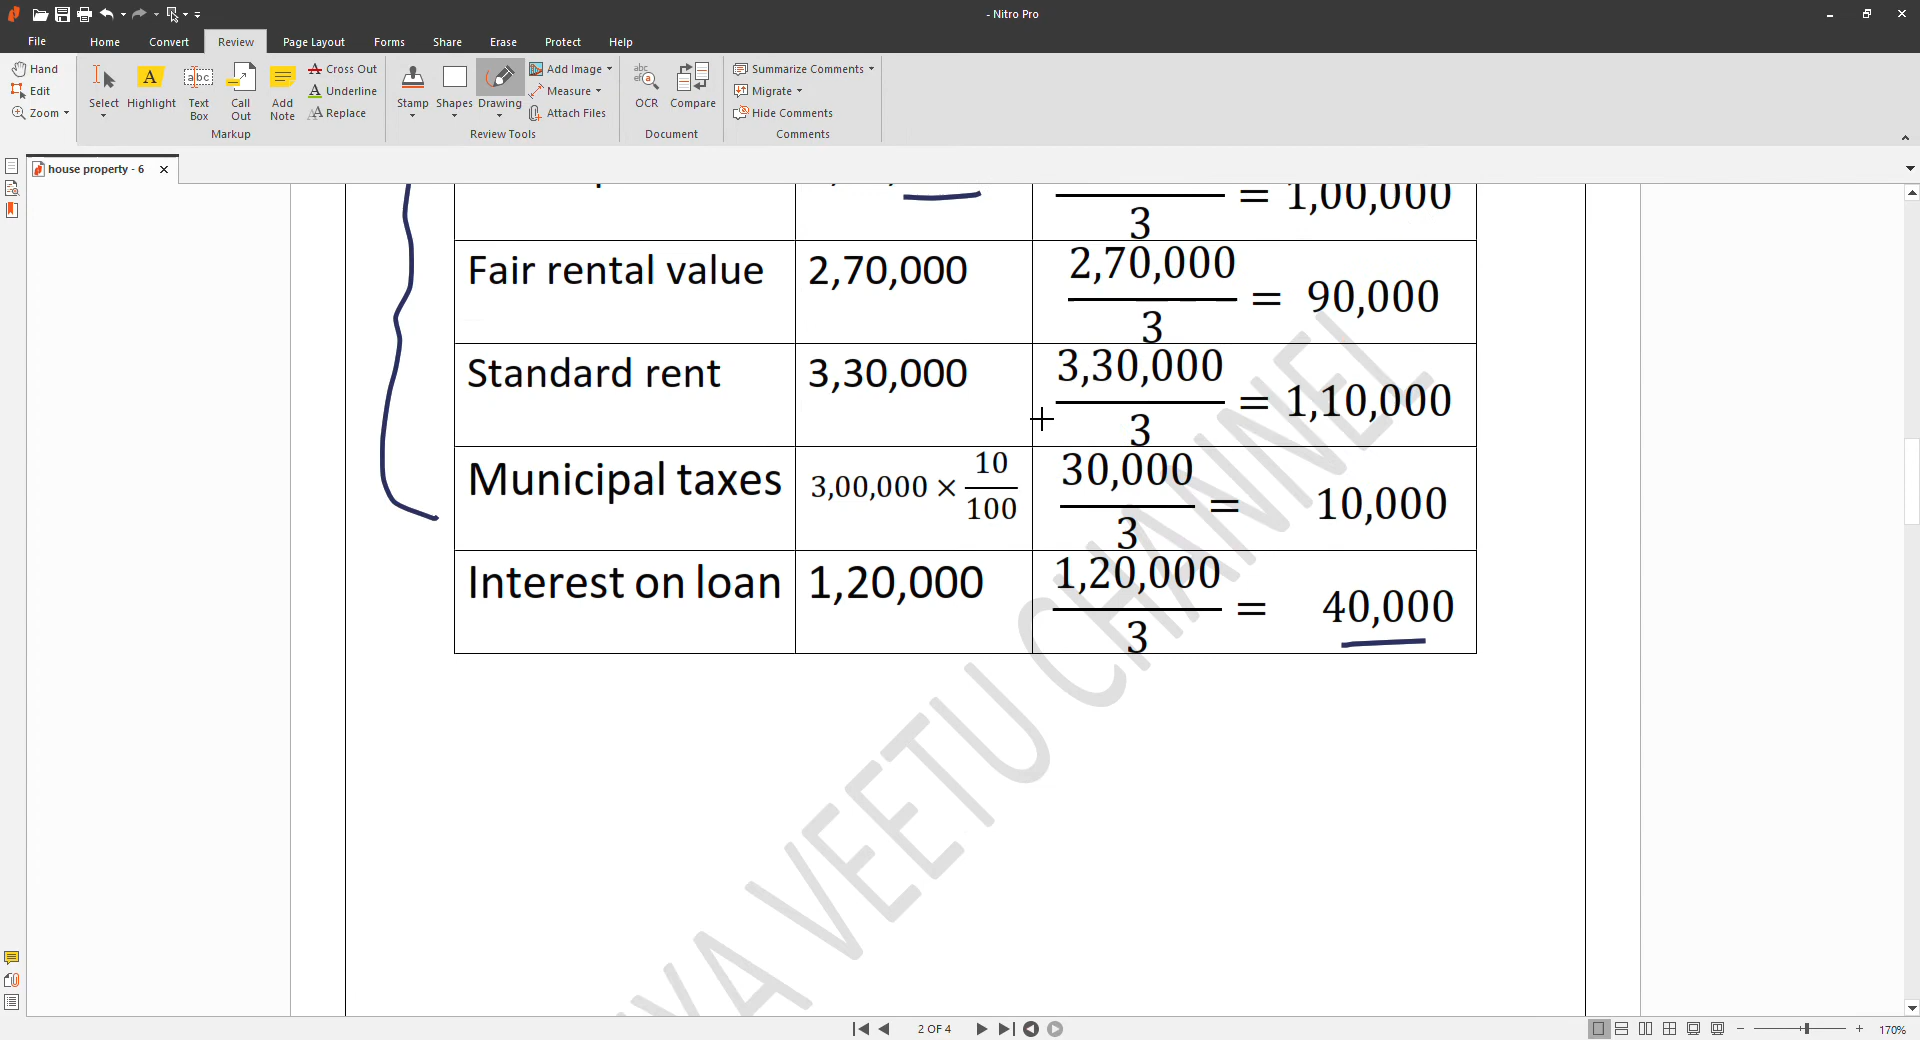 - Nitro Pro
File Home Convert Review Page Layout Forms Share Erase Protect Help
Hand
Edit
Zoom
Select
Highlight
Text Box
Call Out
Add Note
Cross Out
Underline
Replace
Markup
Stamp
Shapes
Drawing
Add Image
Measure
Attach Files
Review Tools
OCR
Compare
Document
Summarize Comments
Migrate
Hide Comments
Comments
house property - 6
3 = 1,00,000
Fair rental value 2,70,000 2,70,000/3 = 90,000
Standard rent 3,30,000 3,30,000/3 = 1,10,000
Municipal taxes 3,00,000 × 10/100 30,000/3 = 10,000
Interest on loan 1,20,000 1,20,000/3 = 40,000
YA VEETU CHANNEL
2 OF 4
170%